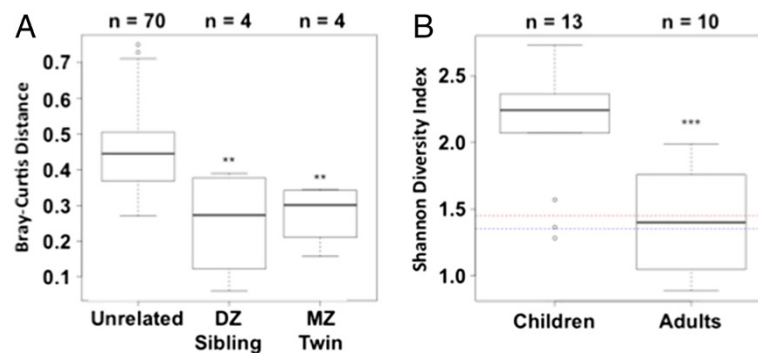 A
n = 70 n = 4 n = 4
Bray-Curtis Distance
0.7
0.6
0.5
0.4
0.3
0.2
0.1
**
**
Unrelated DZ Sibling MZ Twin
B
n = 13 n = 10
Shannon Diversity Index
2.5
2.0
1.5
1.0
***
Children Adults